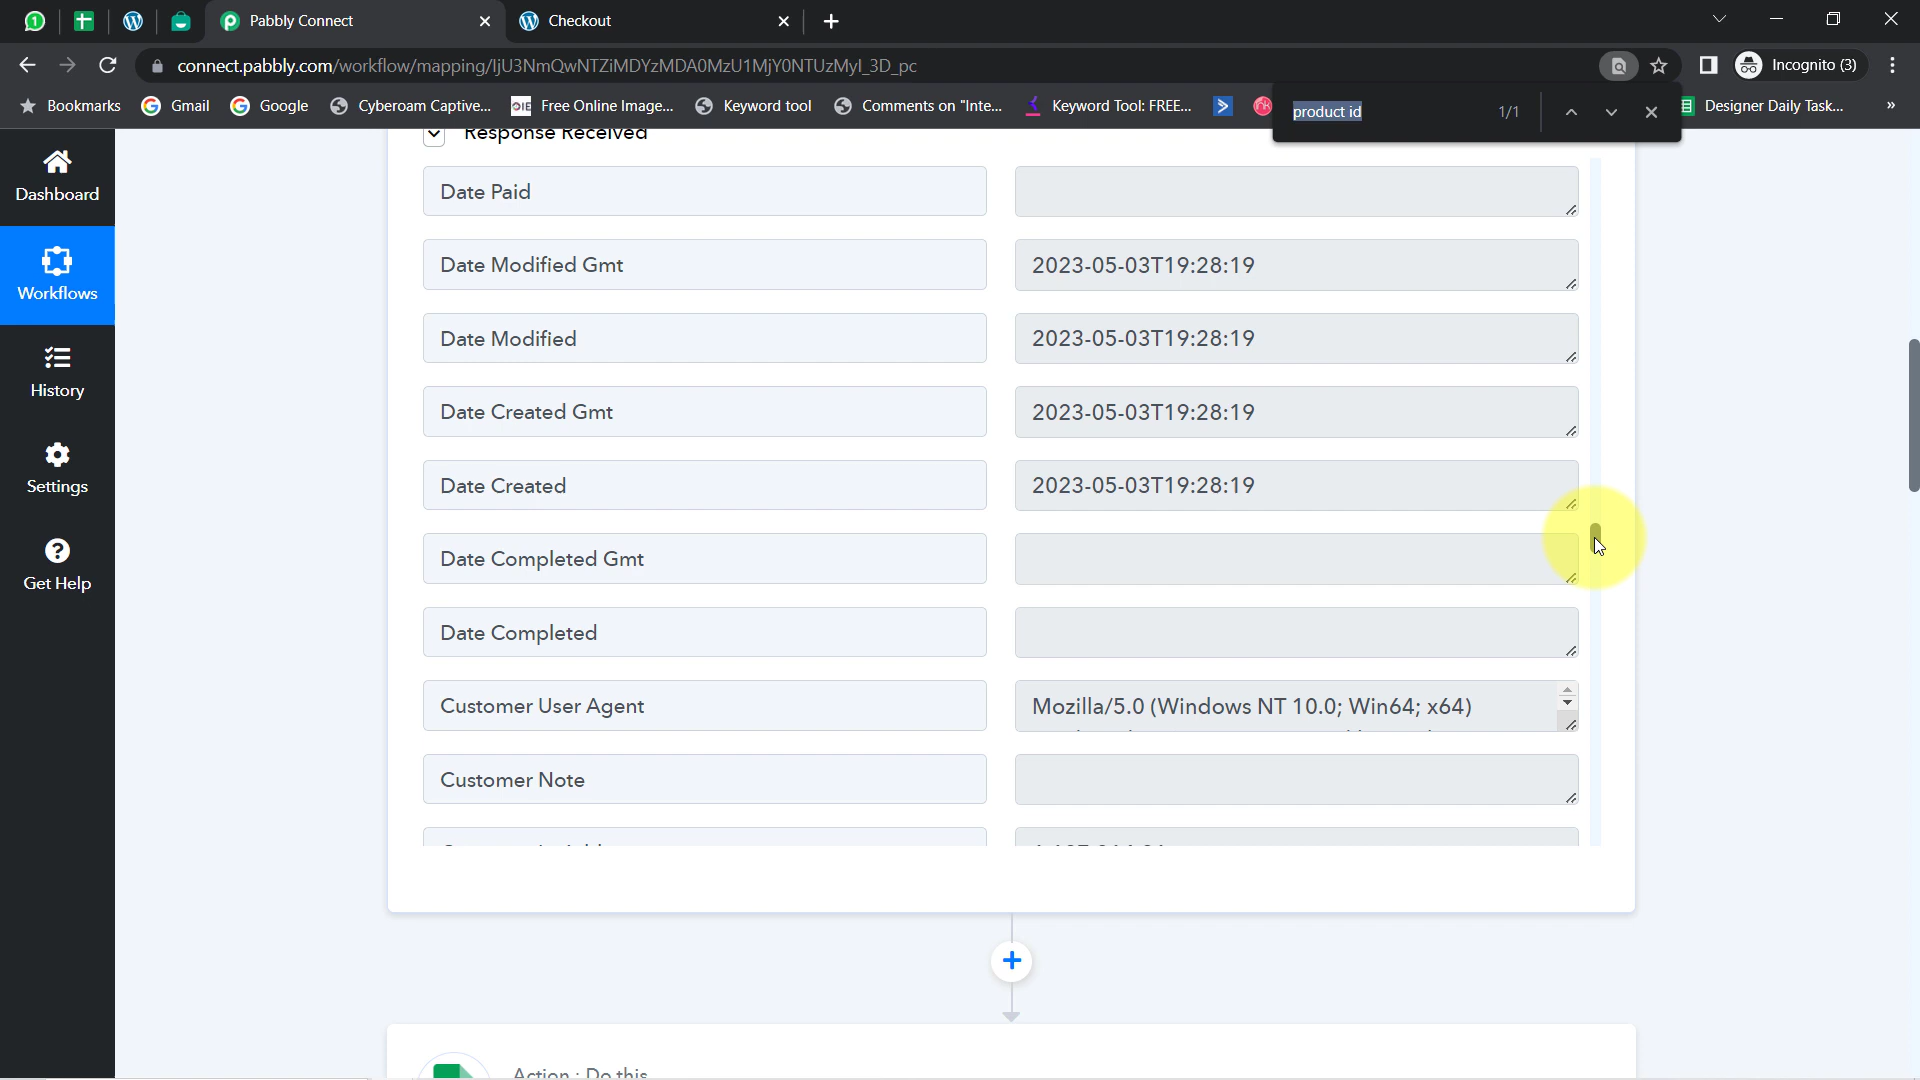 1
Pabbly Connect
Checkout
connect.pabbly.com/workflow/mapping/IjU3NmQwNTZiMDYzMDA0MzU1MjY0NTUzMyI_3D_pc
Incognito (3)
Bookmarks
Gmail
Google
Cyberoam Captive...
OIE
Free Online Image...
Keyword tool
Comments on "Inte...
Keyword Tool: FREE...
Designer Daily Task...
product id
1/1
Response Received
Dashboard
Workflows
History
Settings
Get Help
Date Paid
Date Modified Gmt 2023-05-03T19:28:19
Date Modified 2023-05-03T19:28:19
Date Created Gmt 2023-05-03T19:28:19
Date Created 2023-05-03T19:28:19
Date Completed Gmt
Date Completed
Customer User Agent Mozilla/5.0 (Windows NT 10.0; Win64; x64)
Customer Note
Action : Do this